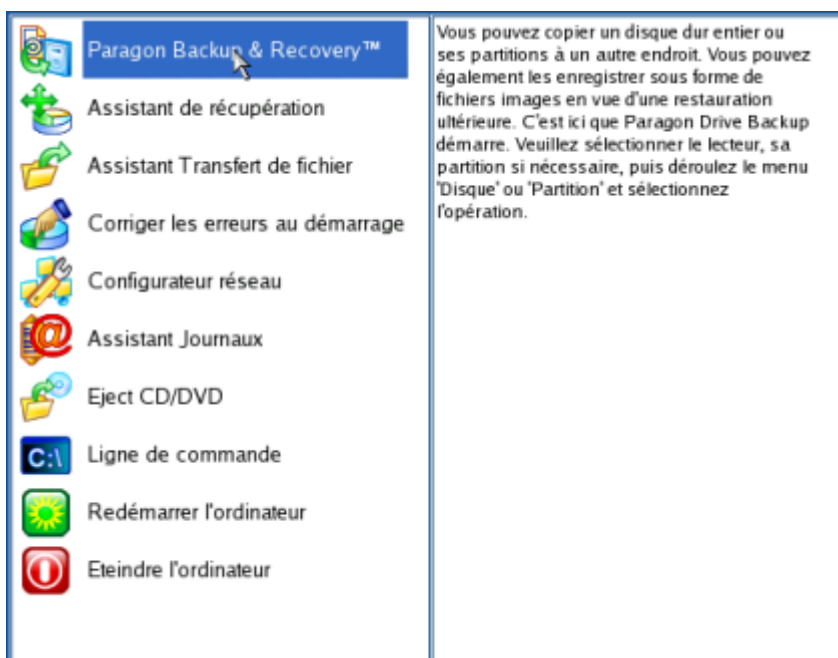 Paragon Backup & Recovery™
Assistant de récupération
Assistant Transfert de fichier
Corriger les erreurs au démarrage
Configurateur réseau
Assistant Journaux
Eject CD/DVD
C:\ Ligne de commande
Redémarrer l'ordinateur
Eteindre l'ordinateur
Vous pouvez copier un disque dur entier ou
ses partitions à un autre endroit. Vous pouvez
également les enregistrer sous forme de
fichiers images en vue d'une restauration
ultérieure. C'est ici que Paragon Drive Backup
démarre. Veuillez sélectionner le lecteur, sa
partition si nécessaire, puis déroulez le menu
'Disque' ou 'Partition' et sélectionnez
l'opération.